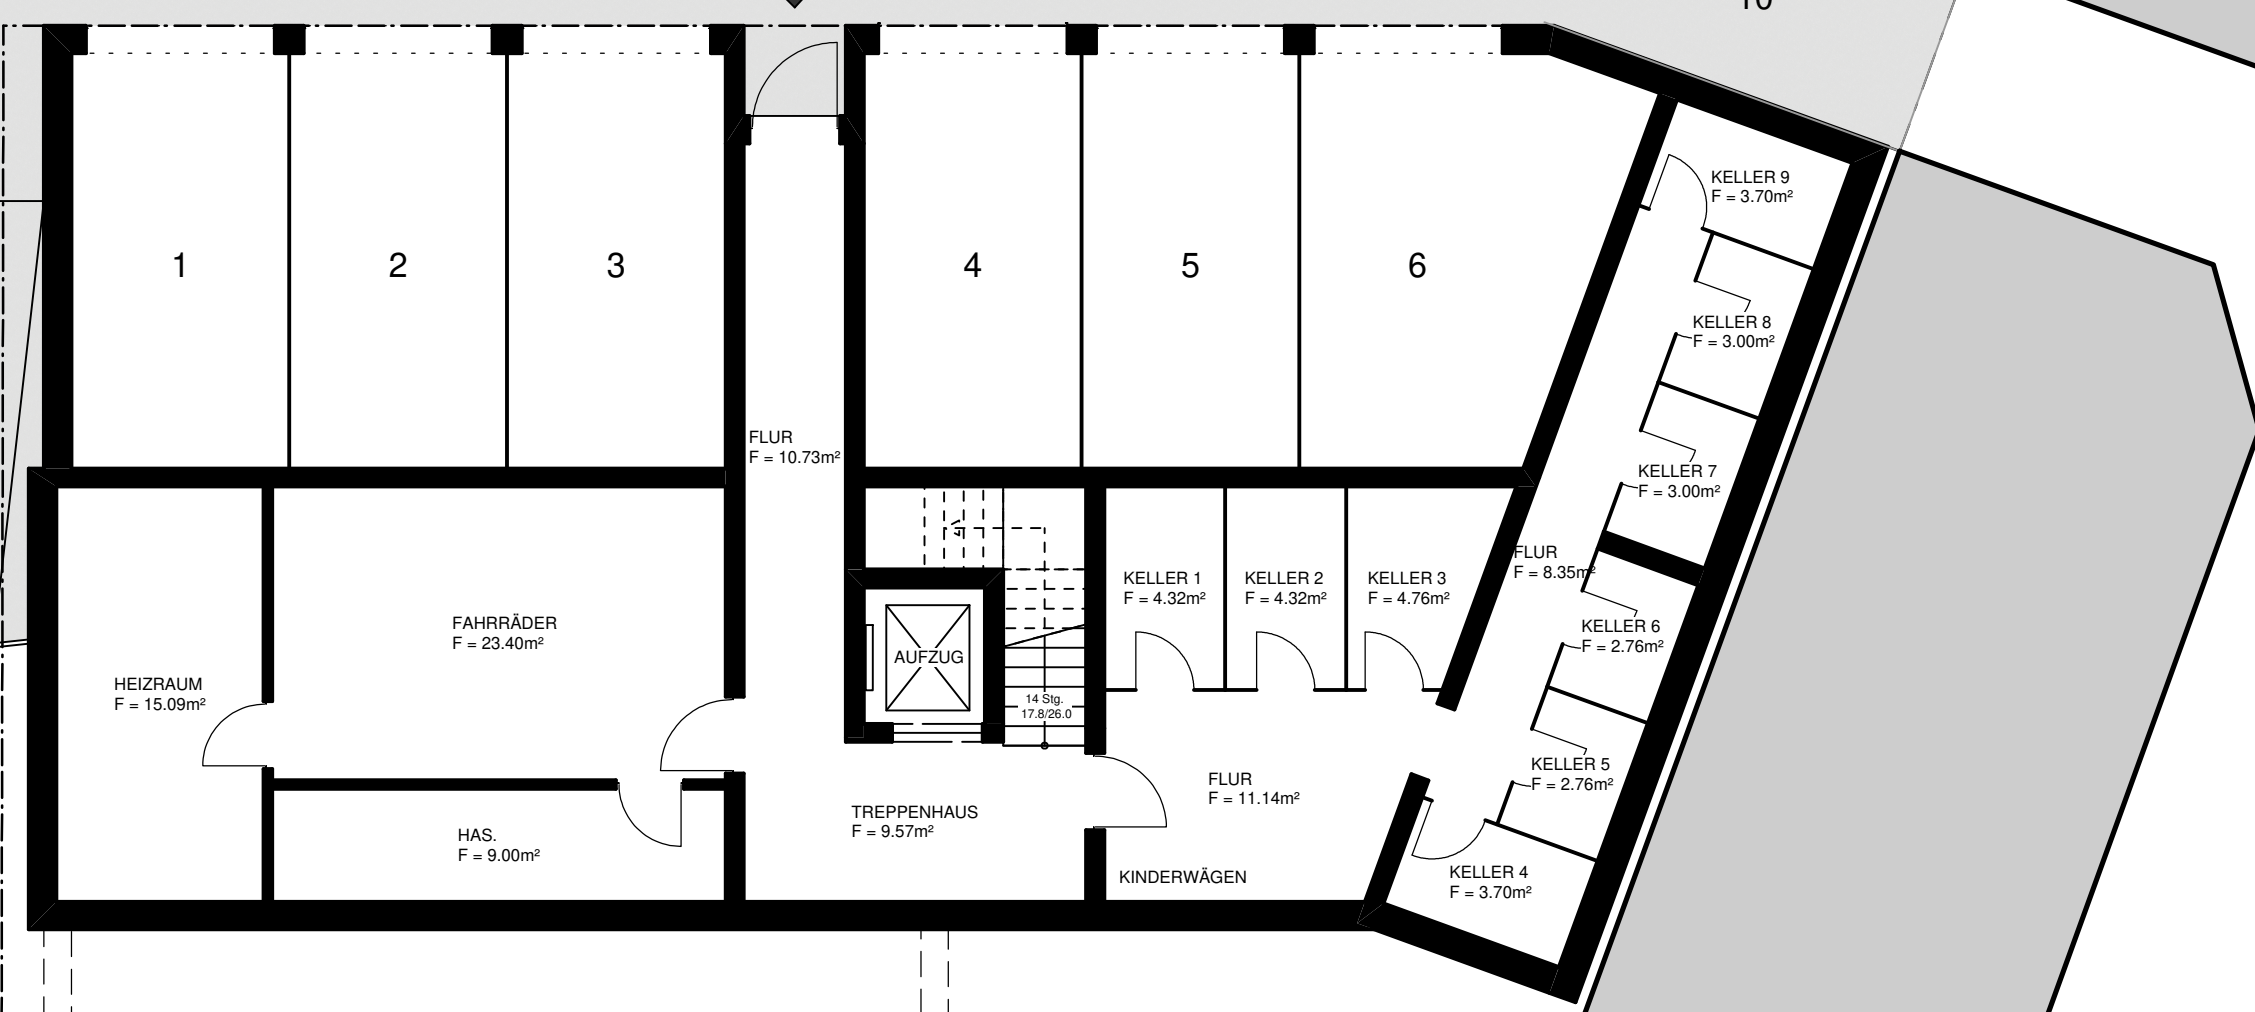 10
1
2
3
4
5
6
KELLER 9
F = 3.70m²
KELLER 8
F = 3.00m²
FLUR
F = 10.73m²
KELLER 7
F = 3.00m²
FLUR
F = 8.35m²
KELLER 1
F = 4.32m²
KELLER 2
F = 4.32m²
KELLER 3
F = 4.76m²
FAHRRÄDER
F = 23.40m²
KELLER 6
F = 2.76m²
AUFZUG
HEIZRAUM
F = 15.09m²
14 Stg.
17.8/26.0
KELLER 5
F = 2.76m²
FLUR
F = 11.14m²
TREPPENHAUS
F = 9.57m²
HAS.
F = 9.00m²
KINDERWÄGEN
KELLER 4
F = 3.70m²